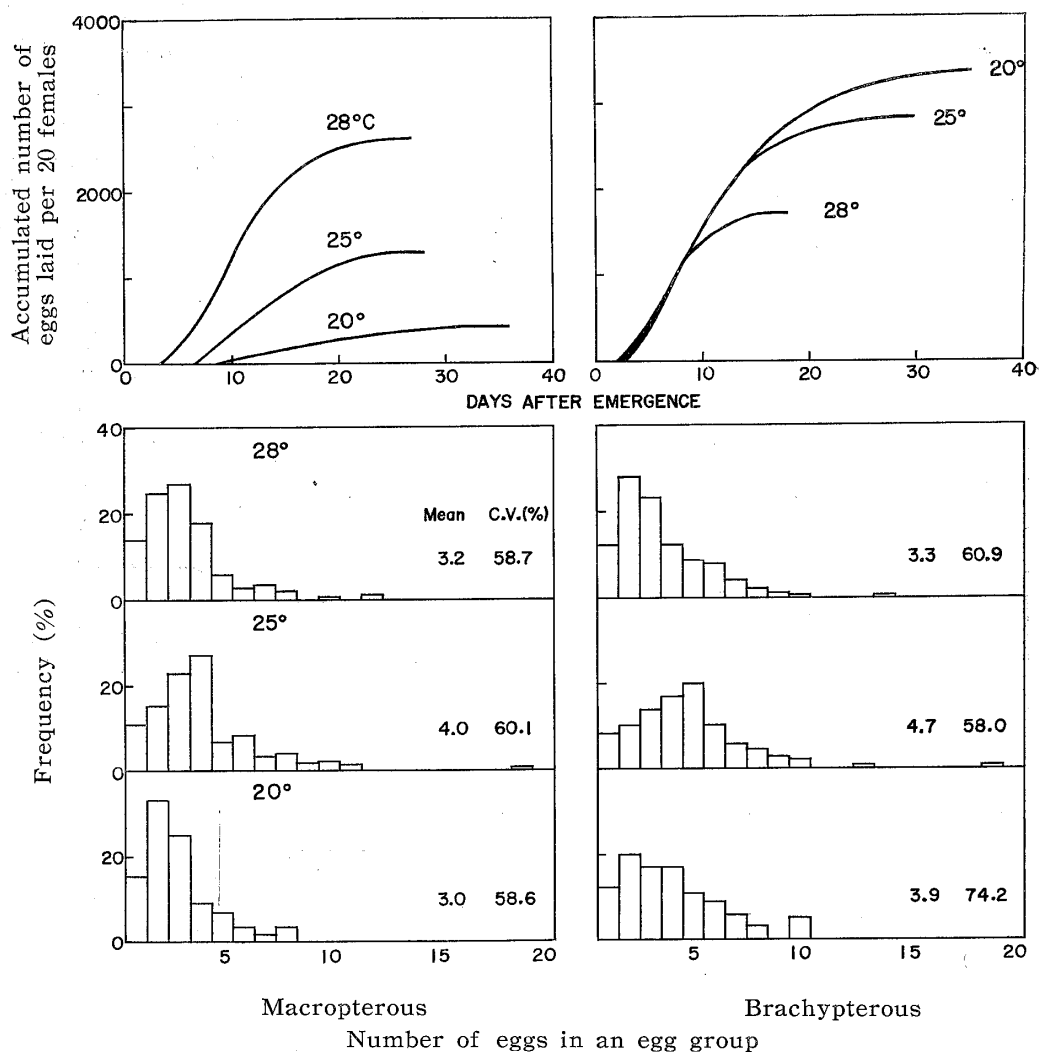 Accumulated number of
eggs laid per 20 females
4000
2000
0
28°C
25°
20°
0 10 20 30 40
20°
25°
28°
0 10 20 30 40
DAYS AFTER EMERGENCE
Frequency (%)
40
20
0
28°
Mean C.V.(%)
3.2 58.7
3.3 60.9
25°
20
0
4.0 60.1
4.7 58.0
20°
20
0
3.0 58.6
3.9 74.2
5 10 15 20
5 10 15 20
Macropterous
Brachypterous
Number of eggs in an egg group